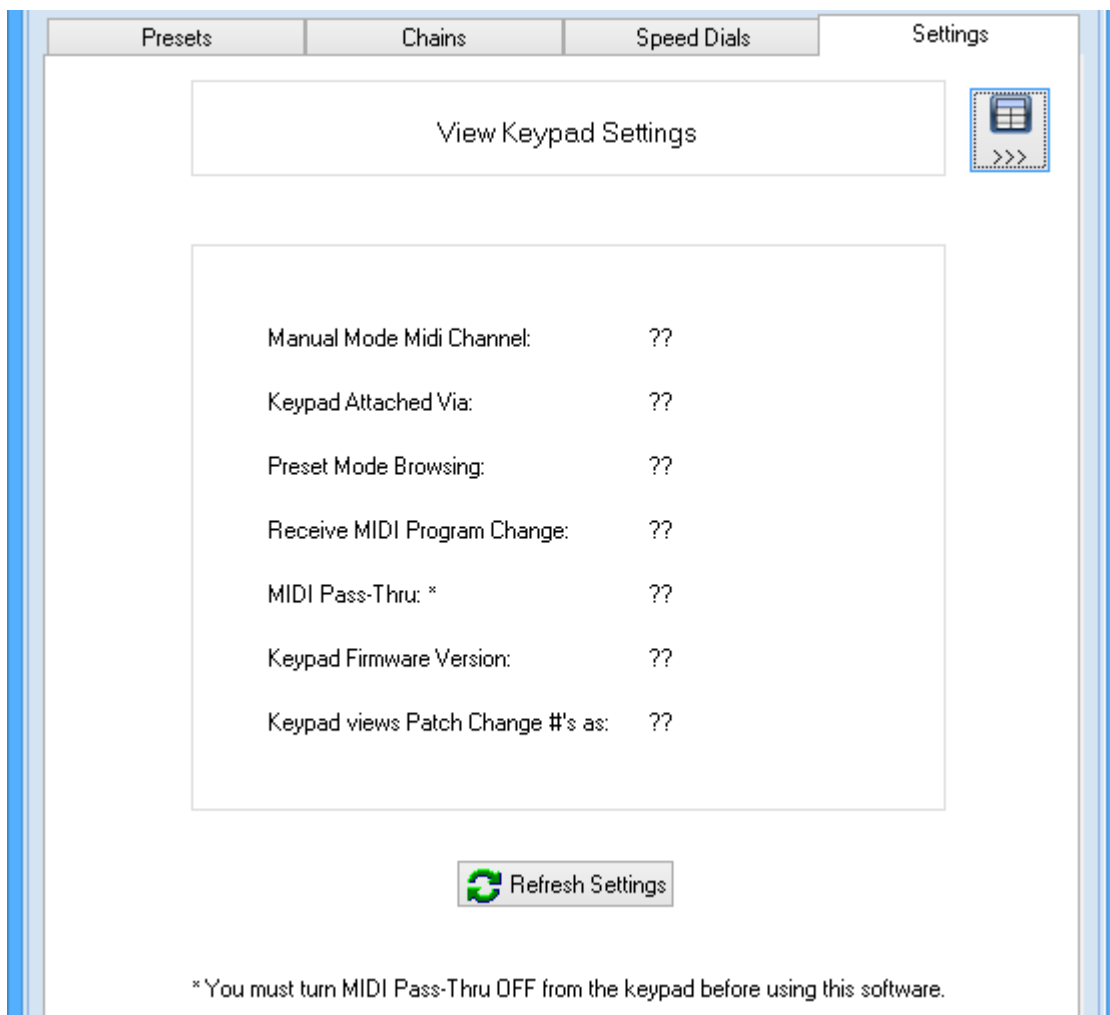 Presets Chains Speed Dials Settings
View Keypad Settings
>>>
Manual Mode Midi Channel: ??
Keypad Attached Via: ??
Preset Mode Browsing: ??
Receive MIDI Program Change: ??
MIDI Pass-Thru: * ??
Keypad Firmware Version: ??
Keypad views Patch Change #'s as: ??
Refresh Settings
* You must turn MIDI Pass-Thru OFF from the keypad before using this software.